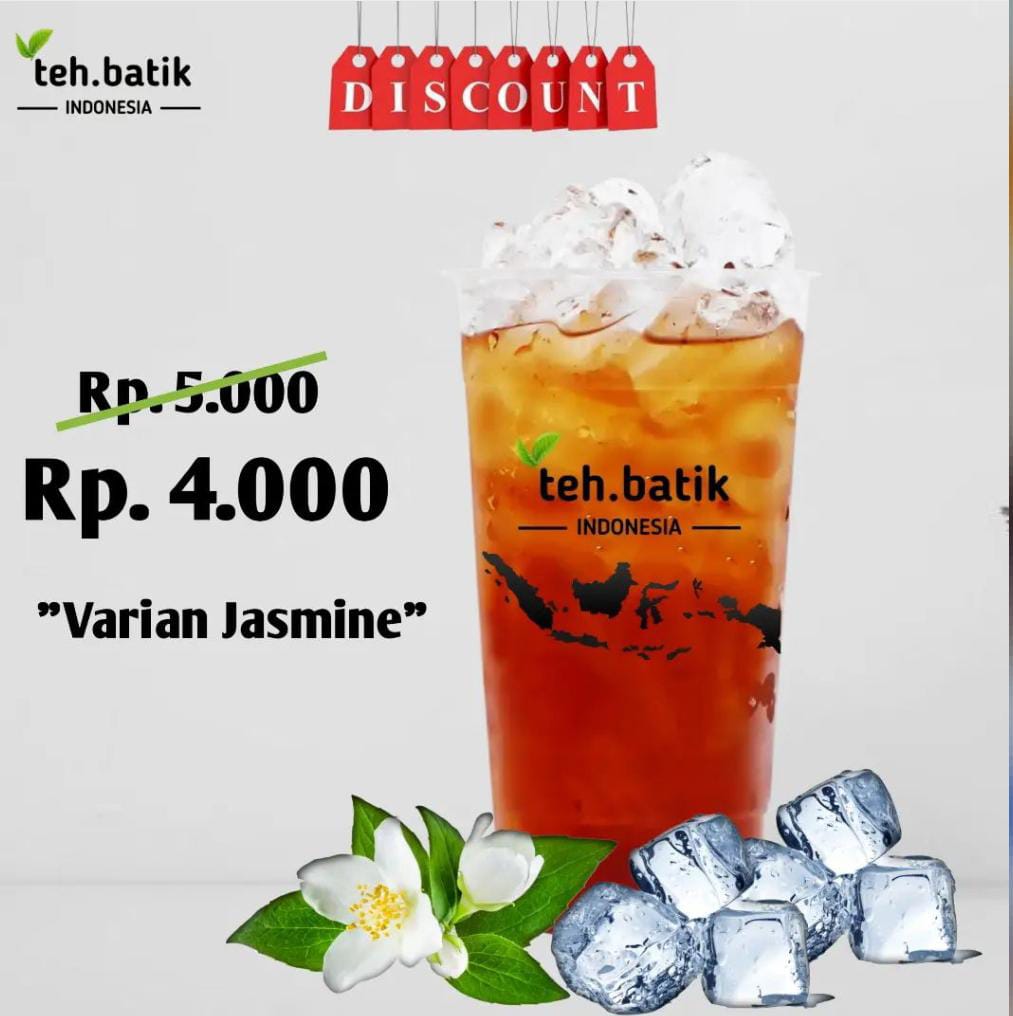 teh.batik
INDONESIA
DISCOUNT
Rp. 5.000
Rp. 4.000
”Varian Jasmine”
teh.batik
INDONESIA